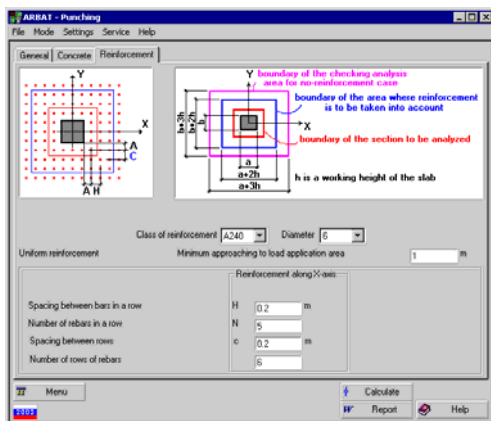 ARBAT - Punching
File Mode Settings Service Help
General Concrete Reinforcement
Y
X
A
C
A H
Y
boundary of the checking analysis
area for no-reinforcement case
boundary of the area where reinforcement
is to be taken into account
X
boundary of the section to be analyzed
b+3h
b+2h
b
a
a+2h
a+3h
h is a working height of the slab
Class of reinforcement A240 Diameter 6
Uniform reinforcement Minimum approaching to load application area 1 m
Reinforcement along X-axis
Spacing between bars in a row H 0.2 m
Number of rebars in a row N 5
Spacing between rows c 0.2 m
Number of rows of rebars 6
Menu Calculate
2003 Report Help